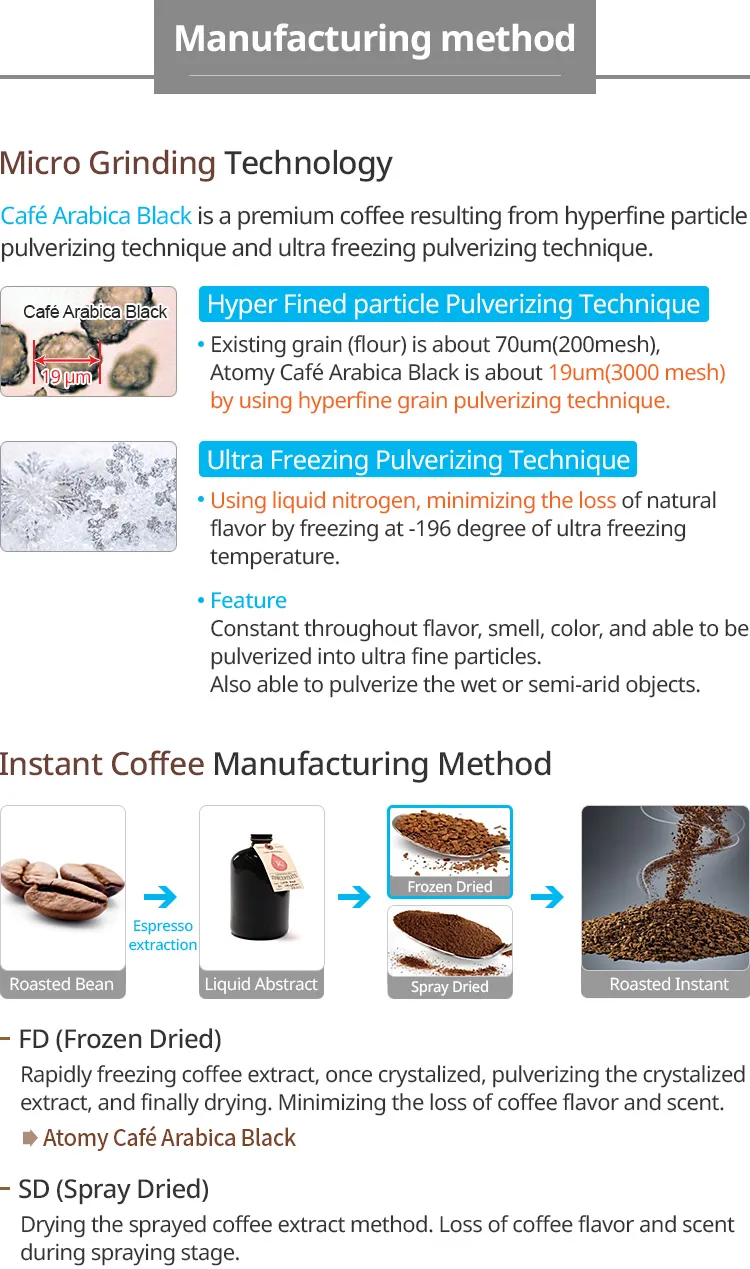 Manufacturing method
Micro Grinding Technology
Café Arabica Black is a premium coffee resulting from hyperfine particle
pulverizing technique and ultra freezing pulverizing technique.
Café Arabica Black
19 μm
Hyper Fined particle Pulverizing Technique
• Existing grain (flour) is about 70um(200mesh),
Atomy Café Arabica Black is about 19um(3000 mesh)
by using hyperfine grain pulverizing technique.
Ultra Freezing Pulverizing Technique
• Using liquid nitrogen, minimizing the loss of natural
flavor by freezing at -196 degree of ultra freezing
temperature.
• Feature
Constant throughout flavor, smell, color, and able to be
pulverized into ultra fine particles.
Also able to pulverize the wet or semi-arid objects.
Instant Coffee Manufacturing Method
Roasted Bean
Espresso
extraction
Liquid Abstract
Frozen Dried
Spray Dried
Roasted Instant
- FD (Frozen Dried)
Rapidly freezing coffee extract, once crystalized, pulverizing the crystalized
extract, and finally drying. Minimizing the loss of coffee flavor and scent.
Atomy Café Arabica Black
- SD (Spray Dried)
Drying the sprayed coffee extract method. Loss of coffee flavor and scent
during spraying stage.